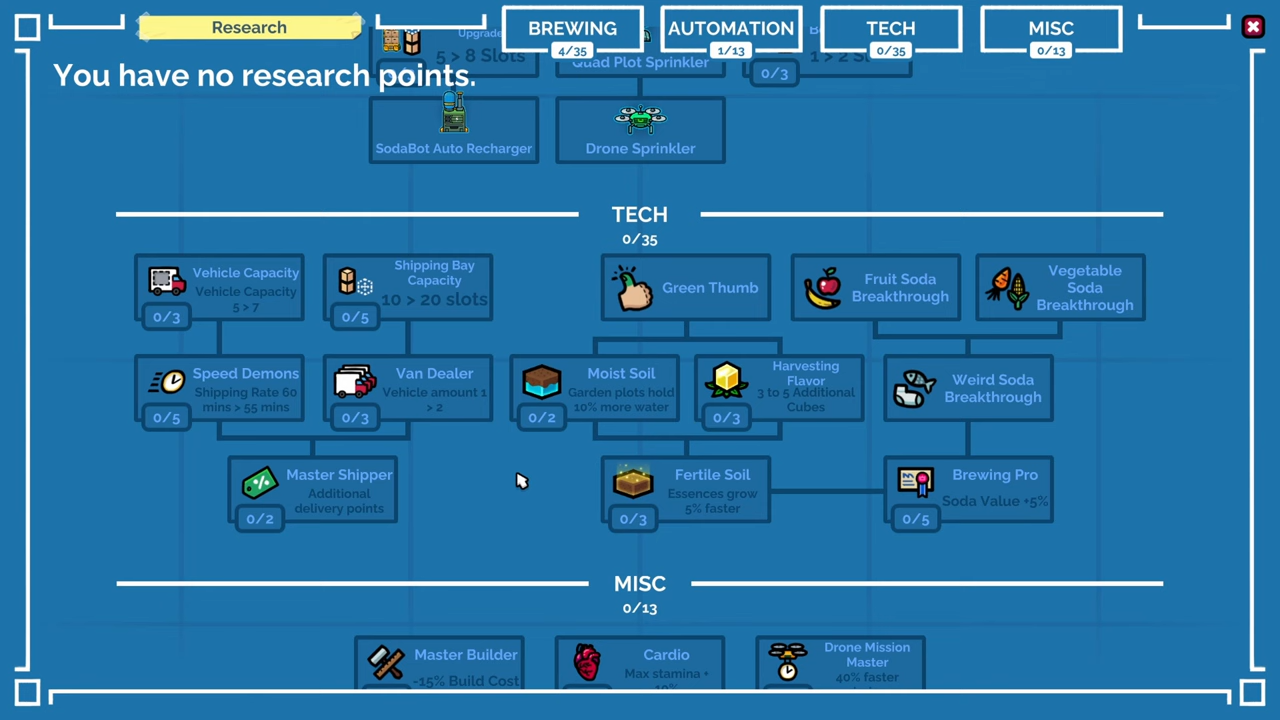 Research
BREWING
4/35
AUTOMATION
1/13
TECH
0/35
MISC
0/13
You have no research points.
Upgrade
5 > 8 Slots
Quad Plot Sprinkler
1 > 2
0/3
SodaBot Auto Recharger
Drone Sprinkler
TECH
0/35
Vehicle Capacity
Vehicle Capacity
5 > 7
0/3
Shipping Bay
Capacity
10 > 20 slots
0/5
Green Thumb
Fruit Soda
Breakthrough
Vegetable
Soda
Breakthrough
Speed Demons
Shipping Rate 60
mins > 55 mins
0/5
Van Dealer
Vehicle amount 1
> 2
0/3
Moist Soil
Garden plots hold
10% more water
0/2
Harvesting
Flavor
3 to 5 Additional
Cubes
0/3
Weird Soda
Breakthrough
Master Shipper
Additional
delivery points
0/2
Fertile Soil
Essences grow
5% faster
0/3
Brewing Pro
Soda Value +5%
0/5
MISC
0/13
Master Builder
-15% Build Cost
Cardio
Max stamina +
10%
Drone Mission
Master
40% faster